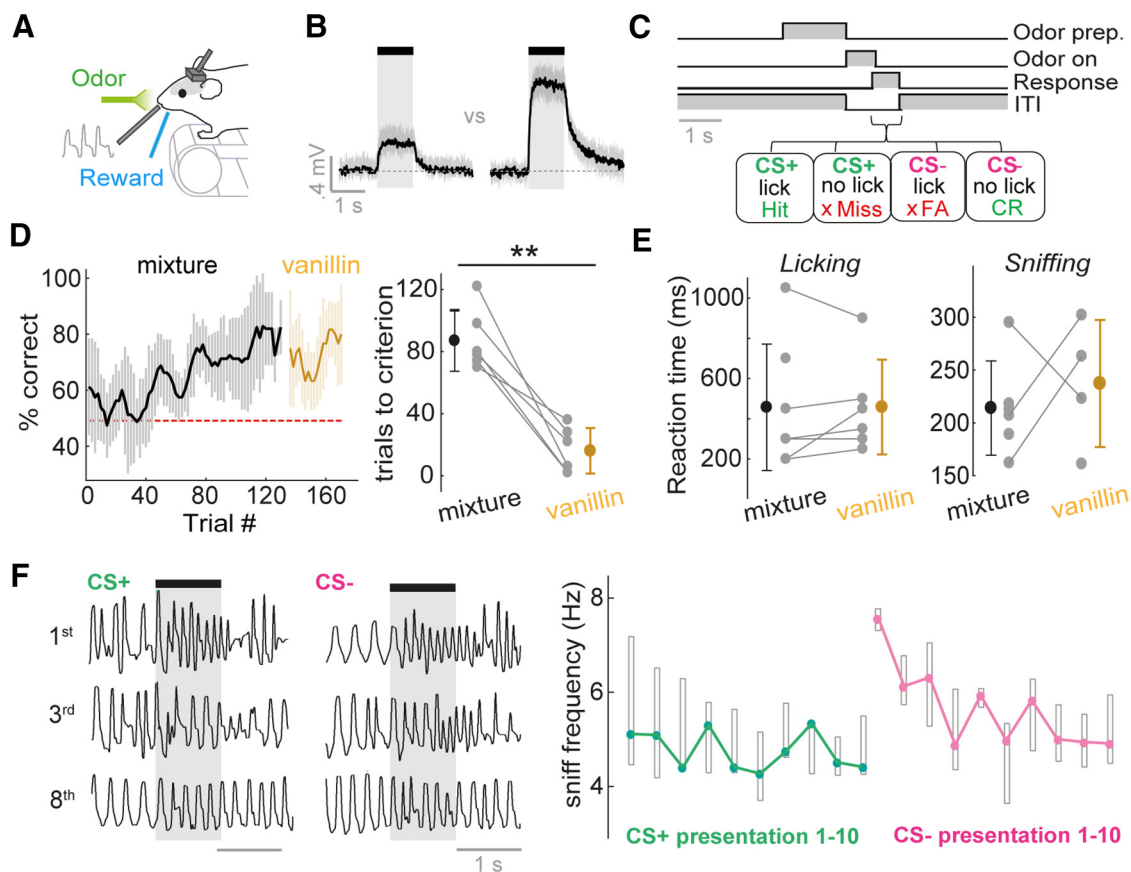 A
Odor
Reward
B
vs
.4 mV
1 s
C
Odor prep.
Odor on
Response
ITI
1 s
CS+
lick
Hit
CS+
no lick
x Miss
CS-
lick
x FA
CS-
no lick
CR
D
mixture
vanillin
% correct
100
80
60
40
0
40
80
120
160
Trial #
**
trials to criterion
120
80
40
0
mixture
vanillin
E
Licking
Reaction time (ms)
1000
600
200
mixture
vanillin
Sniffing
300
250
200
150
mixture
vanillin
F
CS+
CS-
1st
3rd
8th
1 s
sniff frequency (Hz)
8
6
4
CS+ presentation 1-10
CS- presentation 1-10